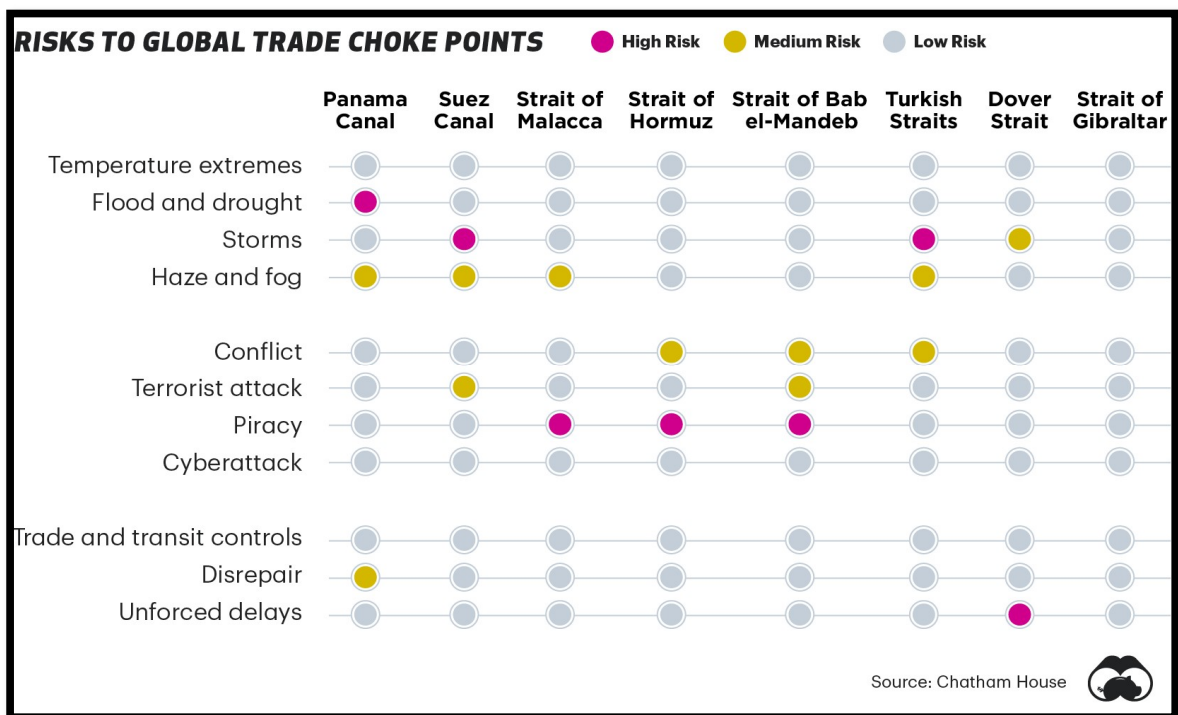 RISKS TO GLOBAL TRADE CHOKE POINTS
High Risk
Medium Risk
Low Risk
Panama Canal
Suez Canal
Strait of Malacca
Strait of Hormuz
Strait of Bab el-Mandeb
Turkish Straits
Dover Strait
Strait of Gibraltar
Temperature extremes
Flood and drought
Storms
Haze and fog
Conflict
Terrorist attack
Piracy
Cyberattack
Trade and transit controls
Disrepair
Unforced delays
Source: Chatham House